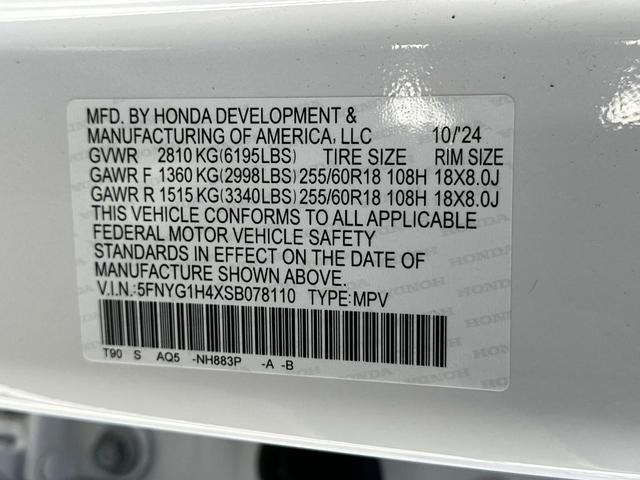 MFD. BY HONDA DEVELOPMENT &
MANUFACTURING OF AMERICA, LLC 10/'24
GVWR 2810 KG(6195LBS) TIRE SIZE RIM SIZE
GAWR F 1360 KG(2998LBS) 255/60R18 108H 18X8.0J
GAWR R 1515 KG(3340LBS) 255/60R18 108H 18X8.0J
THIS VEHICLE CONFORMS TO ALL APPLICABLE
FEDERAL MOTOR VEHICLE SAFETY
STANDARDS IN EFFECT ON THE DATE OF
MANUFACTURE SHOWN ABOVE.
V.I.N.:5FNYG1H4XSB078110 TYPE:MPV
T90 S AQ5 -NH883P -A -B